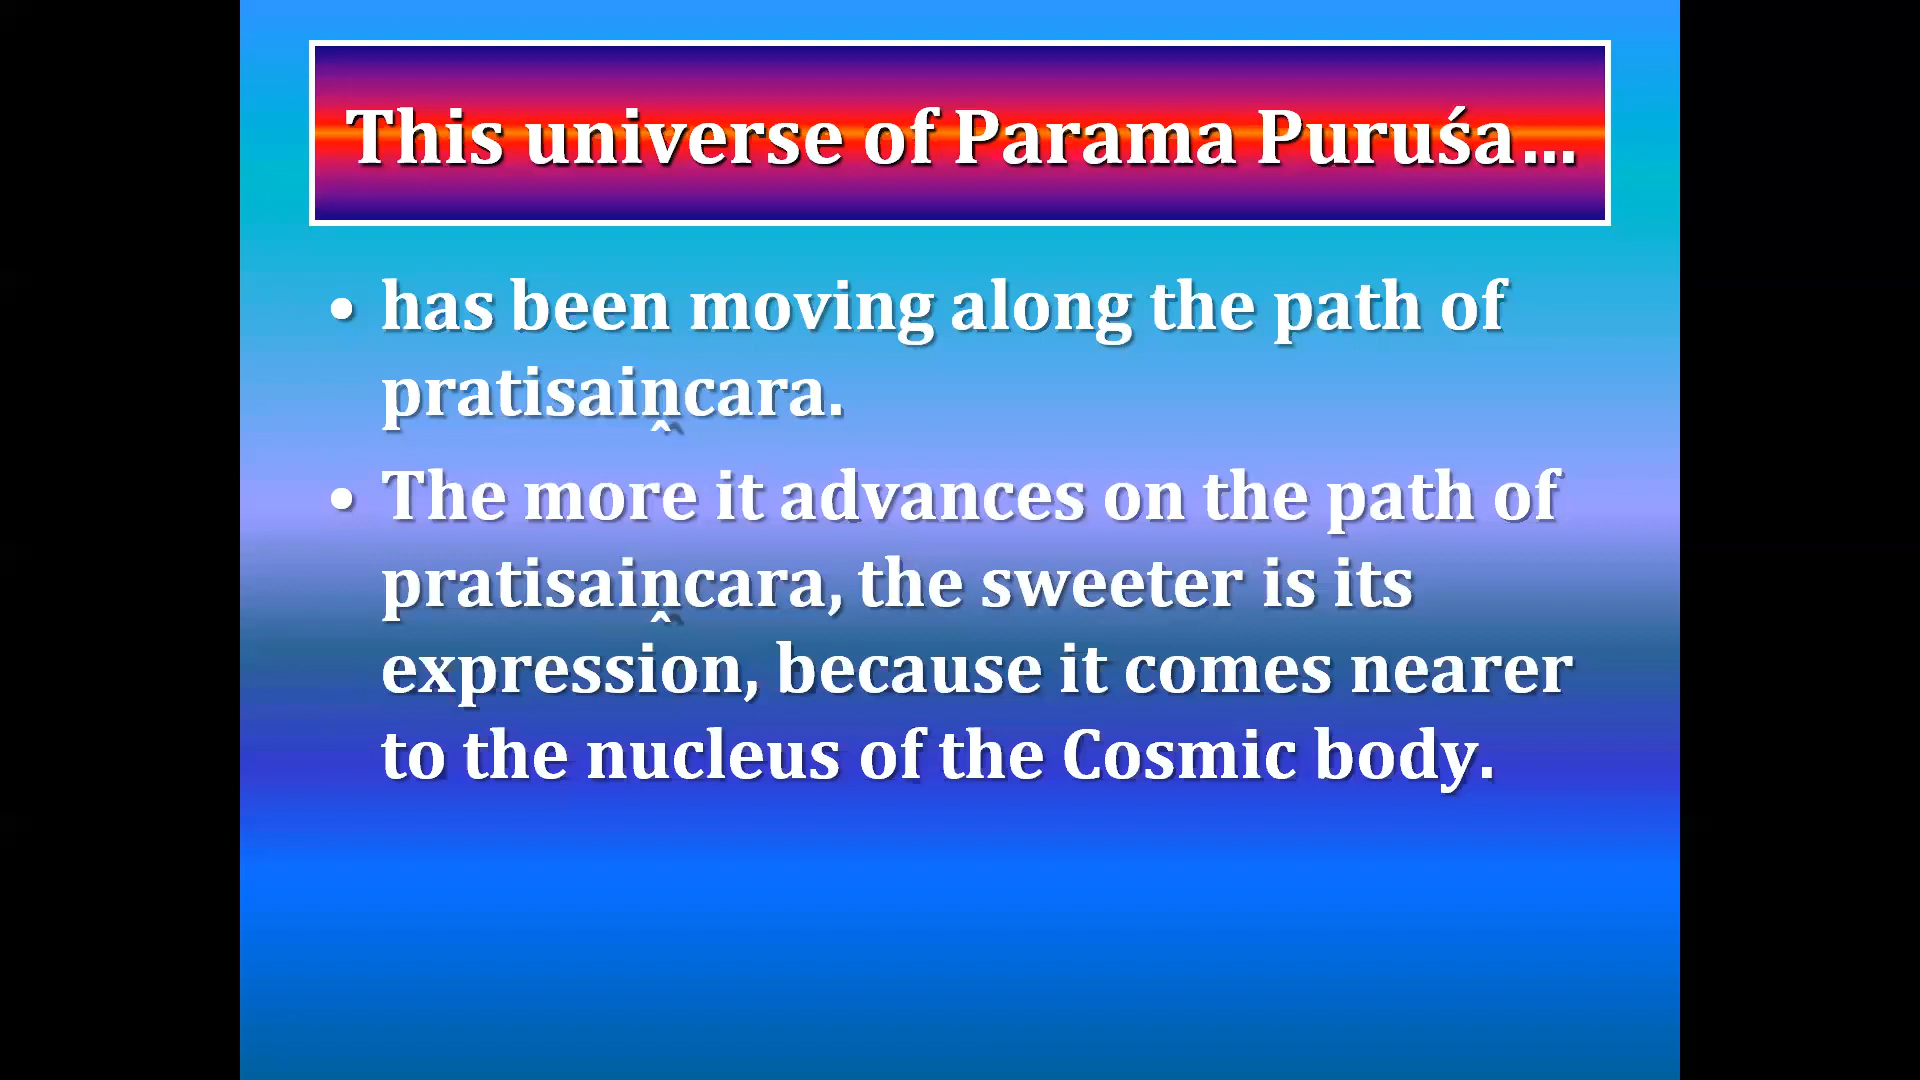 This universe of Parama Puruśa...
• has been moving along the path of
pratisaiṋcara.
• The more it advances on the path of
pratisaiṋcara, the sweeter is its
expression, because it comes nearer
to the nucleus of the Cosmic body.